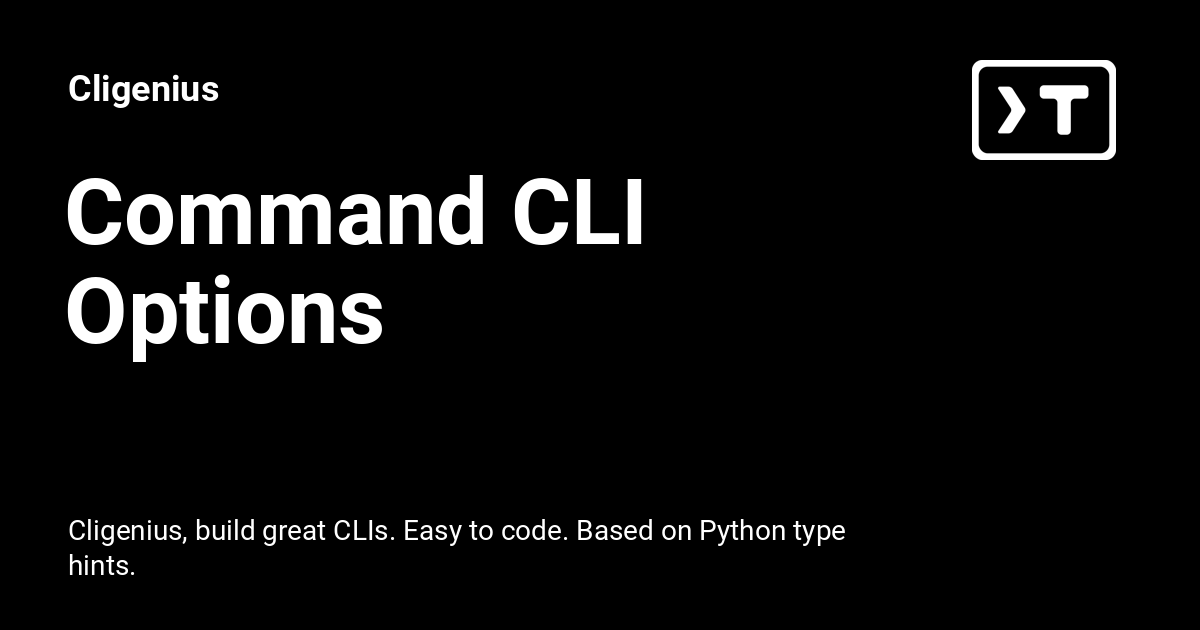 Cligenius
❯ T
Command CLI
Options
Cligenius, build great CLIs. Easy to code. Based on Python type
hints.